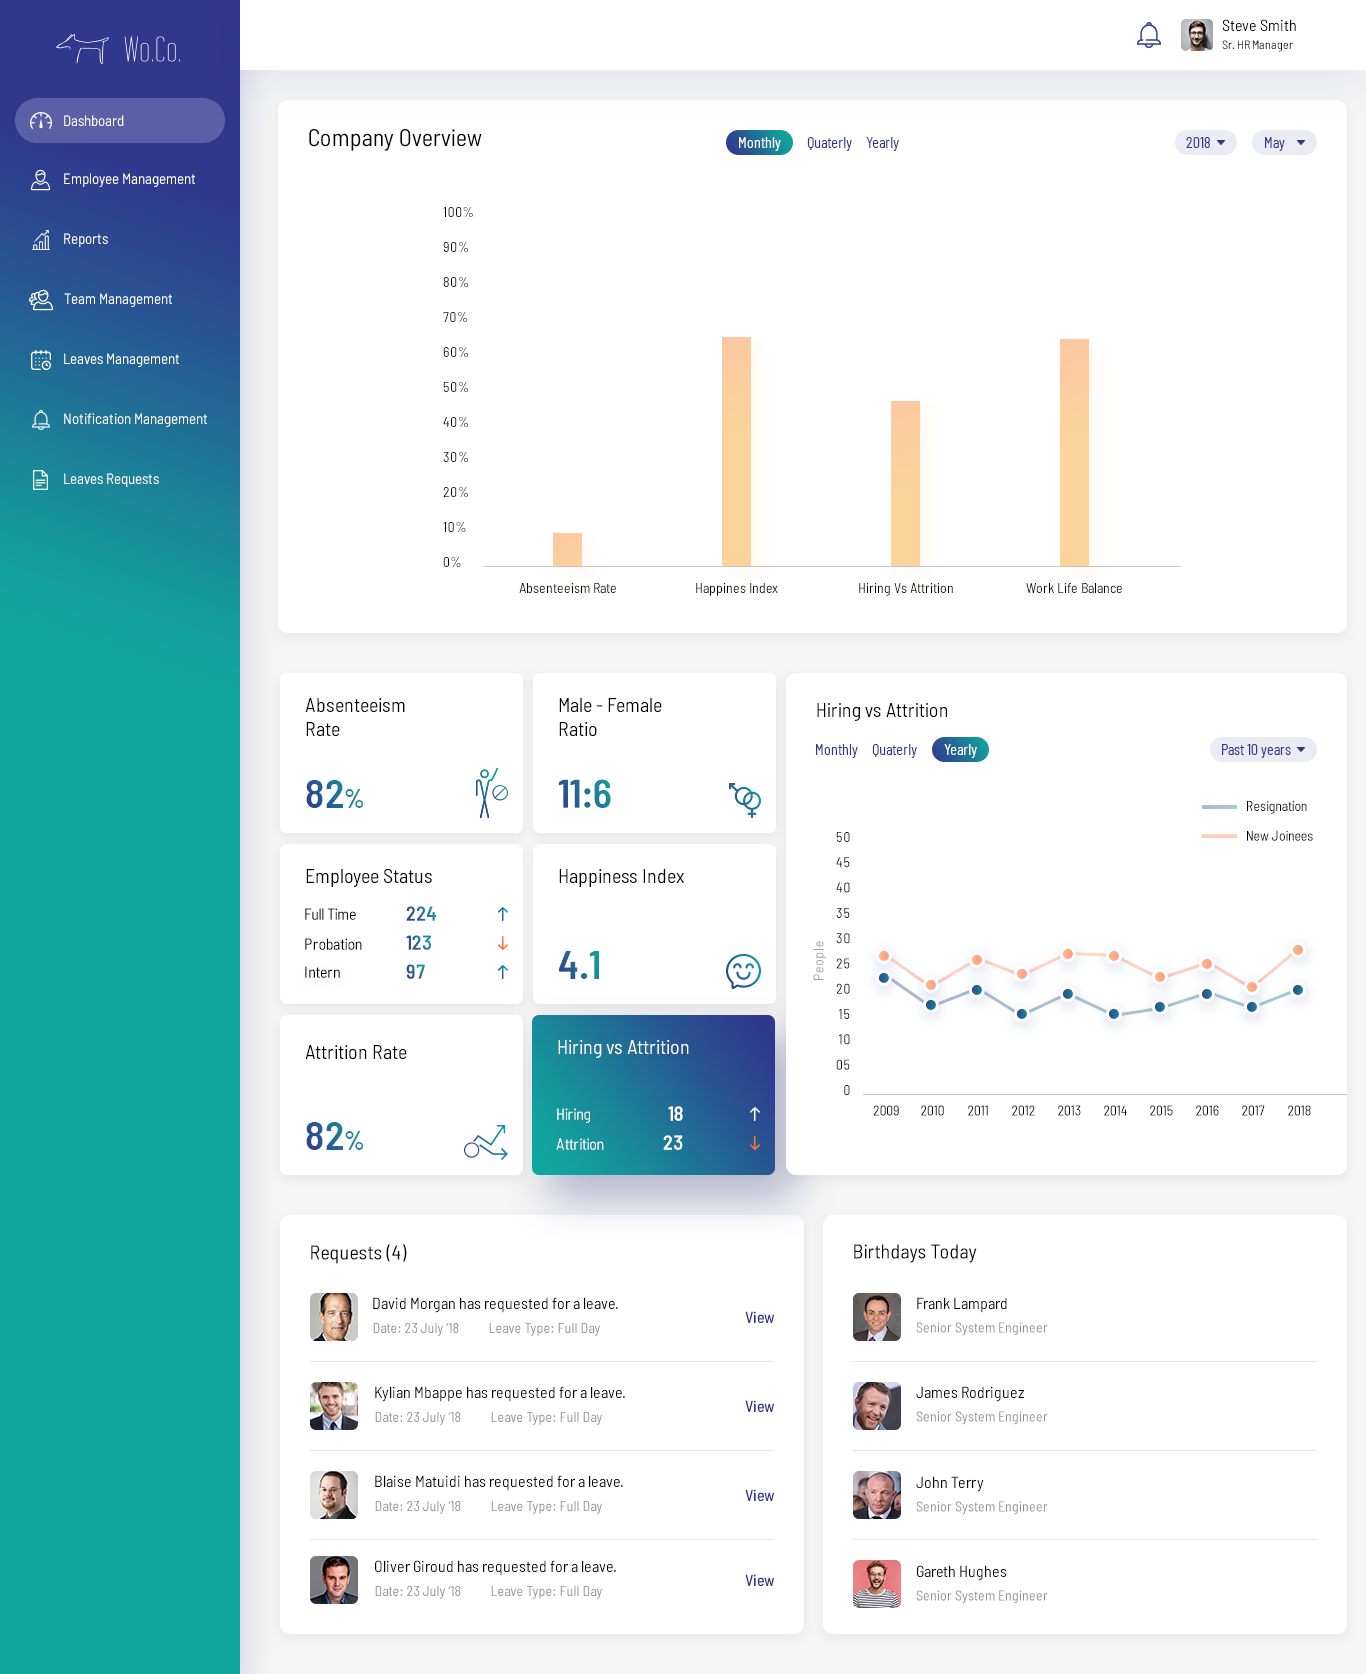 Wo.Co.
Dashboard
Employee Management
Reports
Team Management
Leaves Management
Notification Management
Leaves Requests
Steve Smith
Sr. HR Manager
Company Overview
Monthly Quaterly Yearly
2018 May
100%
90%
80%
70%
60%
50%
40%
30%
20%
10%
0%
Absenteeism Rate Happines Index Hiring Vs Attrition Work Life Balance
Absenteeism
Rate
82%
Male - Female
Ratio
11:6
Employee Status
Full Time 224
Probation 123
Intern 97
Happiness Index
4.1
Attrition Rate
82%
Hiring vs Attrition
Hiring 18
Attrition 23
Hiring vs Attrition
Monthly Quaterly Yearly
Past 10 years
Resignation
New Joinees
People
50
45
40
35
30
25
20
15
10
05
0
2009 2010 2011 2012 2013 2014 2015 2016 2017 2018
Requests (4)
David Morgan has requested for a leave.
Date: 23 July '18 Leave Type: Full Day
View
Kylian Mbappe has requested for a leave.
Date: 23 July '18 Leave Type: Full Day
View
Blaise Matuidi has requested for a leave.
Date: 23 July '18 Leave Type: Full Day
View
Oliver Giroud has requested for a leave.
Date: 23 July '18 Leave Type: Full Day
View
Birthdays Today
Frank Lampard
Senior System Engineer
James Rodriguez
Senior System Engineer
John Terry
Senior System Engineer
Gareth Hughes
Senior System Engineer